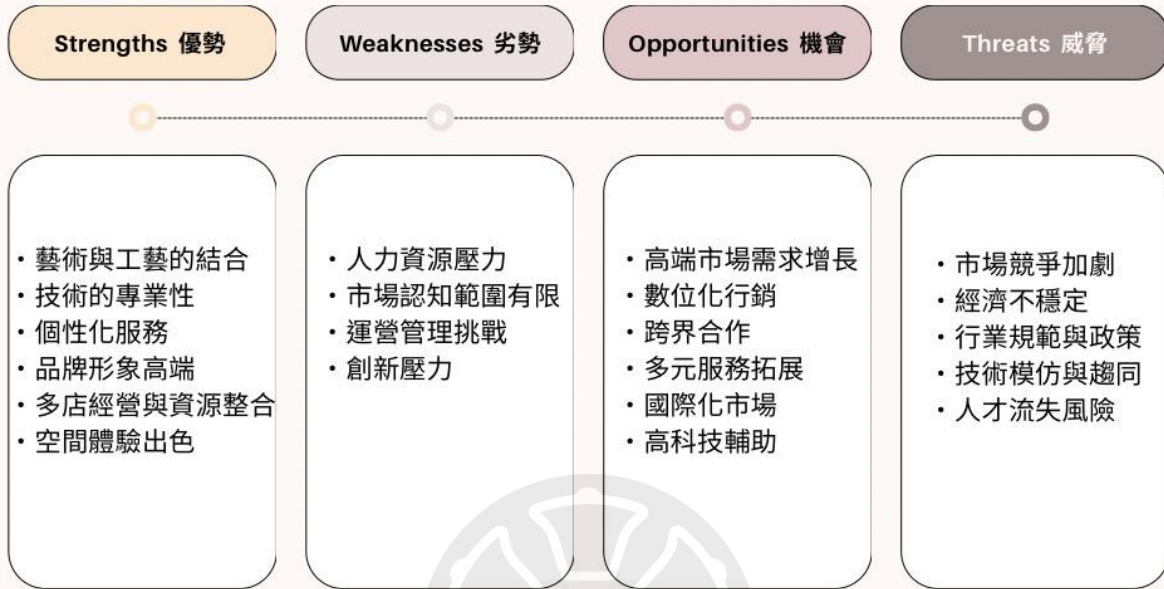 Strengths 優勢
Weaknesses 劣勢
Opportunities 機會
Threats 威脅
・藝術與工藝的結合
・技術的專業性
・個性化服務
・品牌形象高端
・多店經營與資源整合
・空間體驗出色
・人力資源壓力
・市場認知範圍有限
・運營管理挑戰
・創新壓力
・高端市場需求增長
・數位化行銷
・跨界合作
・多元服務拓展
・國際化市場
・高科技輔助
・市場競爭加劇
・經濟不穩定
・行業規範與政策
・技術模仿與趨同
・人才流失風險